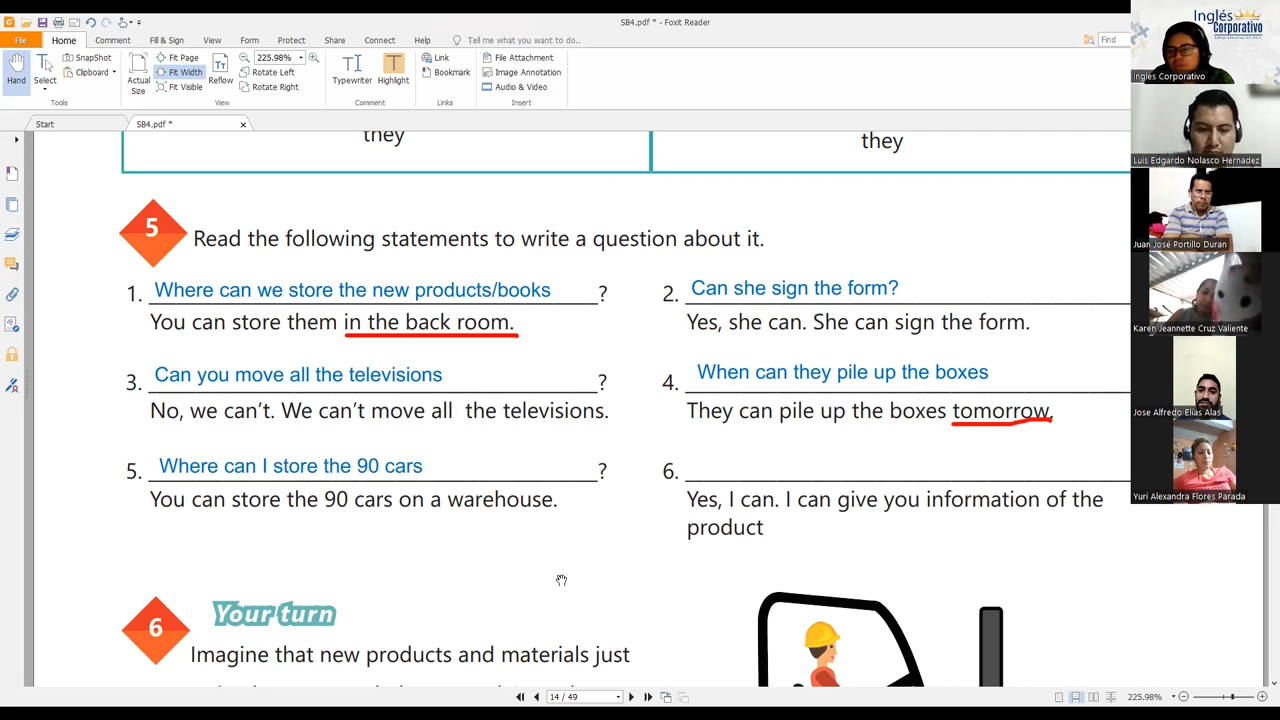 SB4.pdf * - Foxit Reader
File Home Comment Fill & Sign View Form Protect Share Connect Help Tell me what you want to do.. Find
Hand Select SnapShot Clipboard Actual Size Fit Page Fit Width Fit Visible Reflow 225.98% Rotate Left Rotate Right Typewriter Highlight Link Bookmark File Attachment Image Annotation Audio & Video
Tools View Comment Links Insert
Start SB4.pdf *
they they
5 Read the following statements to write a question about it.
1. Where can we store the new products/books ?
You can store them in the back room.
2. Can she sign the form?
Yes, she can. She can sign the form.
3. Can you move all the televisions ?
No, we can't. We can't move all the televisions.
4. When can they pile up the boxes
They can pile up the boxes tomorrow.
5. Where can I store the 90 cars ?
You can store the 90 cars on a warehouse.
6.
Yes, I can. I can give you information of the
product
6 Your turn
Imagine that new products and materials just
14 / 49 225.98%
Inglés
Corporativo
Inglés Corporativo
Luis Edgardo Nolasco Hernadez
Juan José Portillo Duran
Karen Jeannette Cruz Valiente
Jose Alfredo Elias Alas
Yuri Alexandra Flores Parada